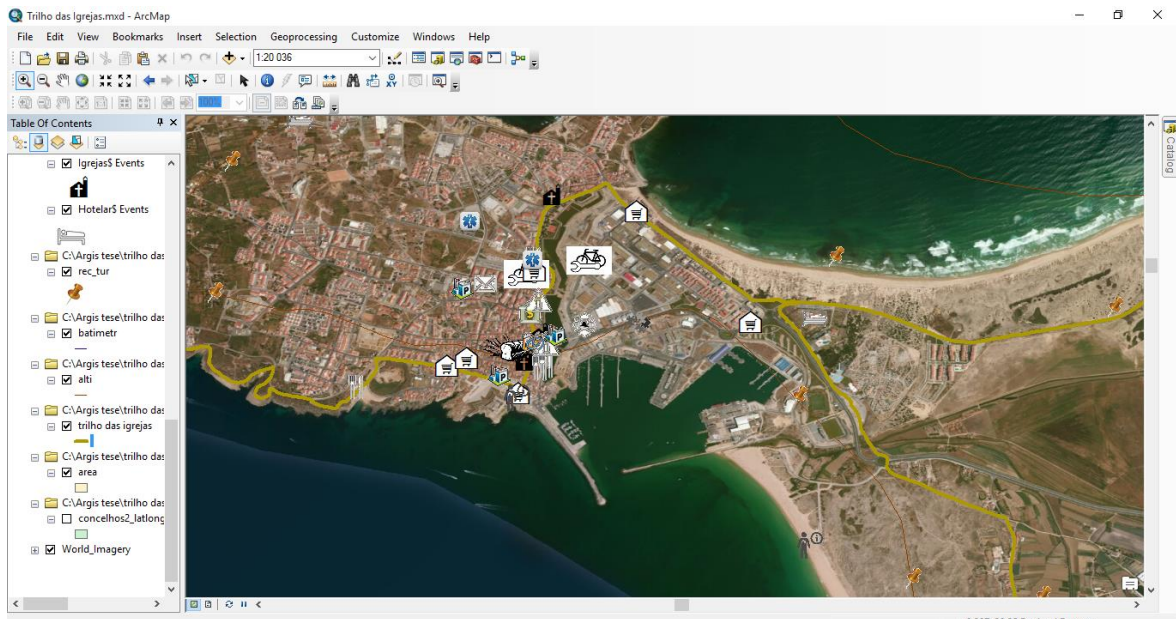 Trilho das Igrejas.mxd - ArcMap
File Edit View Bookmarks Insert Selection Geoprocessing Customize Windows Help
1:20 036
100%
Table Of Contents
Igrejas$ Events
Hotelar$ Events
C:\Argis tese\trilho das
rec_tur
C:\Argis tese\trilho das
batimetr
C:\Argis tese\trilho das
alti
C:\Argis tese\trilho das
trilho das igrejas
C:\Argis tese\trilho das
area
C:\Argis tese\trilho das
concelhos2_latlong
World_Imagery
Catalog